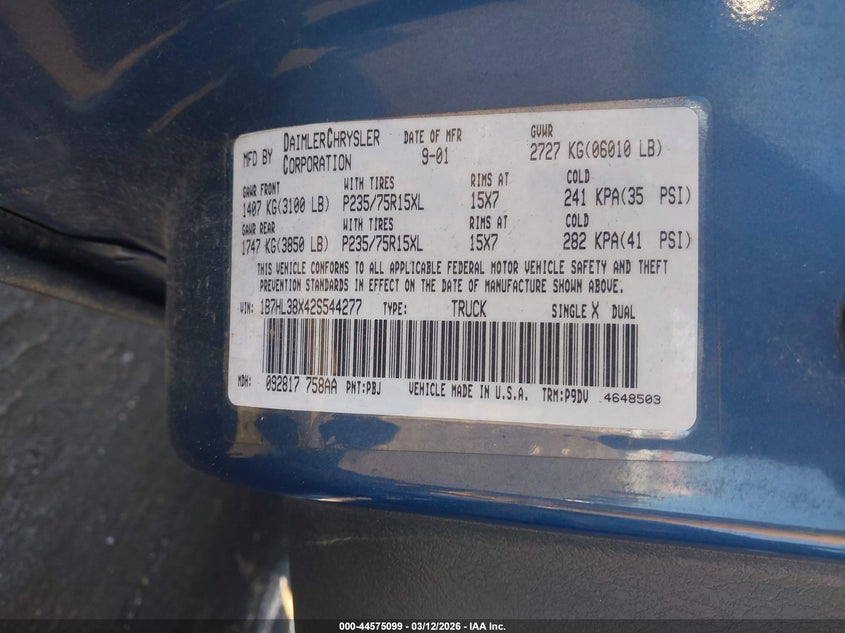 MFD BY DAIMLERCHRYSLER CORPORATION DATE OF MFR 9-01 GVWR 2727 KG(06010 LB)
GAWR FRONT WITH TIRES RIMS AT COLD
1407 KG(3100 LB) P235/75R15XL 15X7 241 KPA(35 PSI)
GAWR REAR WITH TIRES RIMS AT COLD
1747 KG(3850 LB) P235/75R15XL 15X7 282 KPA(41 PSI)
THIS VEHICLE CONFORMS TO ALL APPLICABLE FEDERAL MOTOR VEHICLE SAFETY AND THEFT
PREVENTION STANDARDS IN EFFECT ON THE DATE OF MANUFACTURE SHOWN ABOVE.
VIN: 1B7HL38X42S544277 TYPE: TRUCK SINGLE X DUAL
MDH: 092817 758AA PNT:PBJ VEHICLE MADE IN U.S.A. TRM:P9DV 4648503
000-44575099 — 03/12/2026 — IAA Inc.